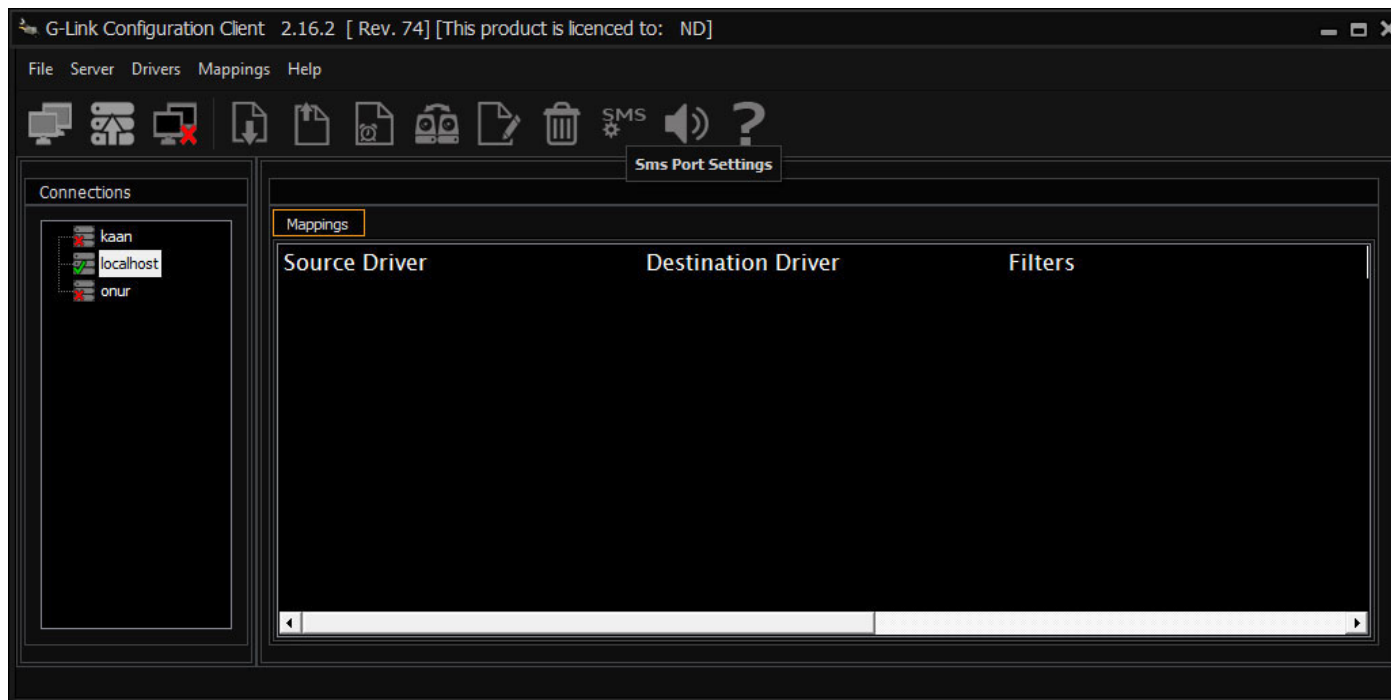 G-Link Configuration Client 2.16.2 [ Rev. 74] [This product is licenced to: ND]
File Server Drivers Mappings Help
SMS
Sms Port Settings
Connections
kaan
localhost
onur
Mappings
Source Driver Destination Driver Filters